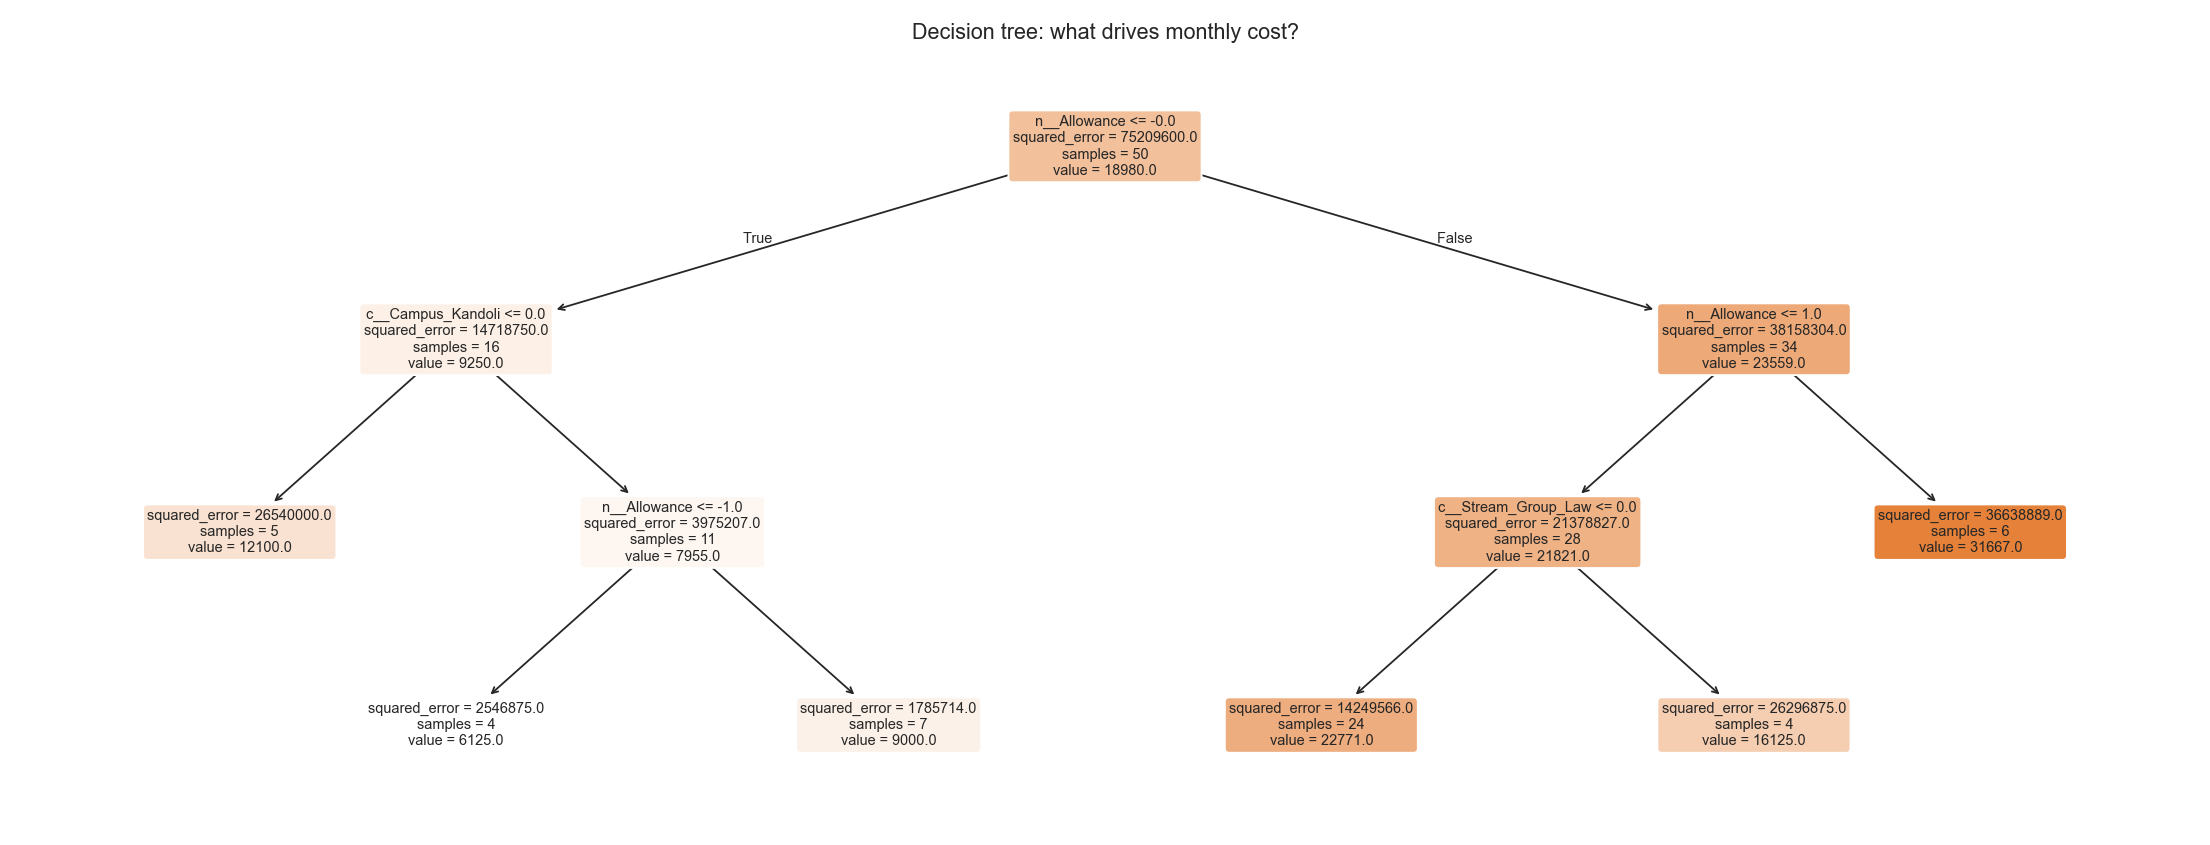 Decision tree: what drives monthly cost?
n__Allowance <= -0.0
squared_error = 75209600.0
samples = 50
value = 18980.0
True
False
c__Campus_Kandoli <= 0.0
squared_error = 14718750.0
samples = 16
value = 9250.0
n__Allowance <= 1.0
squared_error = 38158304.0
samples = 34
value = 23559.0
squared_error = 26540000.0
samples = 5
value = 12100.0
n__Allowance <= -1.0
squared_error = 3975207.0
samples = 11
value = 7955.0
c__Stream_Group_Law <= 0.0
squared_error = 21378827.0
samples = 28
value = 21821.0
squared_error = 36638889.0
samples = 6
value = 31667.0
squared_error = 2546875.0
samples = 4
value = 6125.0
squared_error = 1785714.0
samples = 7
value = 9000.0
squared_error = 14249566.0
samples = 24
value = 22771.0
squared_error = 26296875.0
samples = 4
value = 16125.0